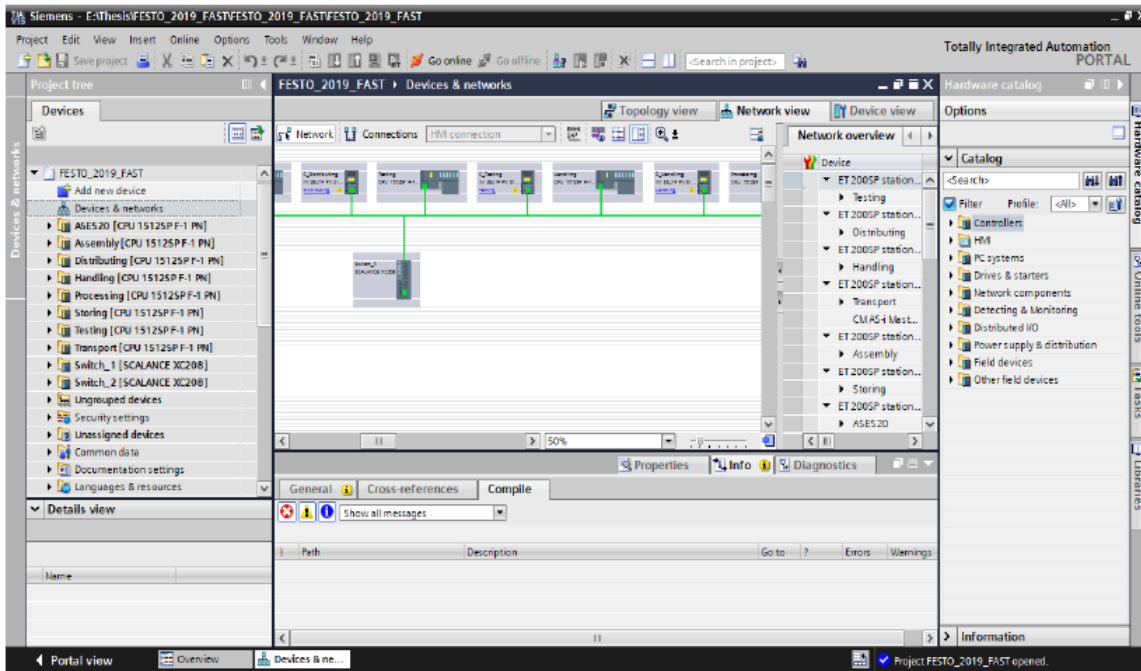 Siemens - E:\Thesis\FESTO_2019_FAST\FESTO_2019_FAST\FESTO_2019_FAST
Project Edit View Insert Online Options Tools Window Help
Totally Integrated Automation
PORTAL
Save project Go online Go offline <Search in project>
Project tree
FESTO_2019_FAST Devices & networks
Hardware catalog
Devices
Topology view Network view Device view
Options
Network Connections HMI connection
Network overview
Catalog
<Search>
Filter Profile: <All>
Controllers
HMI
PC systems
Drives & starters
Network components
Detecting & Monitoring
Distributed I/O
Power supply & distribution
Field devices
Other field devices
Information
FESTO_2019_FAST
Add new device
Devices & networks
ASES20 [CPU 1512SP F-1 PN]
Assembly [CPU 1512SP F-1 PN]
Distributing [CPU 1512SP F-1 PN]
Handling [CPU 1512SP F-1 PN]
Processing [CPU 1512SP F-1 PN]
Storing [CPU 1512SP F-1 PN]
Testing [CPU 1512SP F-1 PN]
Transport [CPU 1512SP F-1 PN]
Switch_1 [SCALANCE XC208]
Switch_2 [SCALANCE XC208]
Ungrouped devices
Security settings
Unassigned devices
Common data
Documentation settings
Languages & resources
Details view
Name
Testing
Handling
Switch_1
SCALANCE XC208
50%
Device
ET 200SP station...
Testing
ET 200SP station...
Distributing
ET 200SP station...
Handling
ET 200SP station...
Transport
CM AS-i Mast...
ET 200SP station...
Assembly
ET 200SP station...
Storing
ET 200SP station...
ASES20
Properties Info Diagnostics
General Cross-references Compile
Show all messages
! Path Description Go to ? Errors Warnings
Devices & networks
Hardware catalog
Online tools
Tasks
Libraries
Portal view Overview Devices & ne...
Project FESTO_2019_FAST opened.